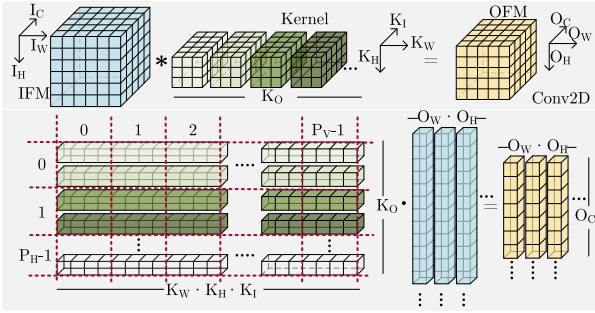 I_C
I_W
I_H
IFM
*
Kernel
...
K_O
K_I
K_W
K_H
=
OFM
O_C
O_W
O_H
Conv2D
0 1 2 P_V-1
0
1
P_H-1
....
....
....
K_W · K_H · K_I
K_O
·
O_W · O_H
...
=
O_W · O_H
...
O_C